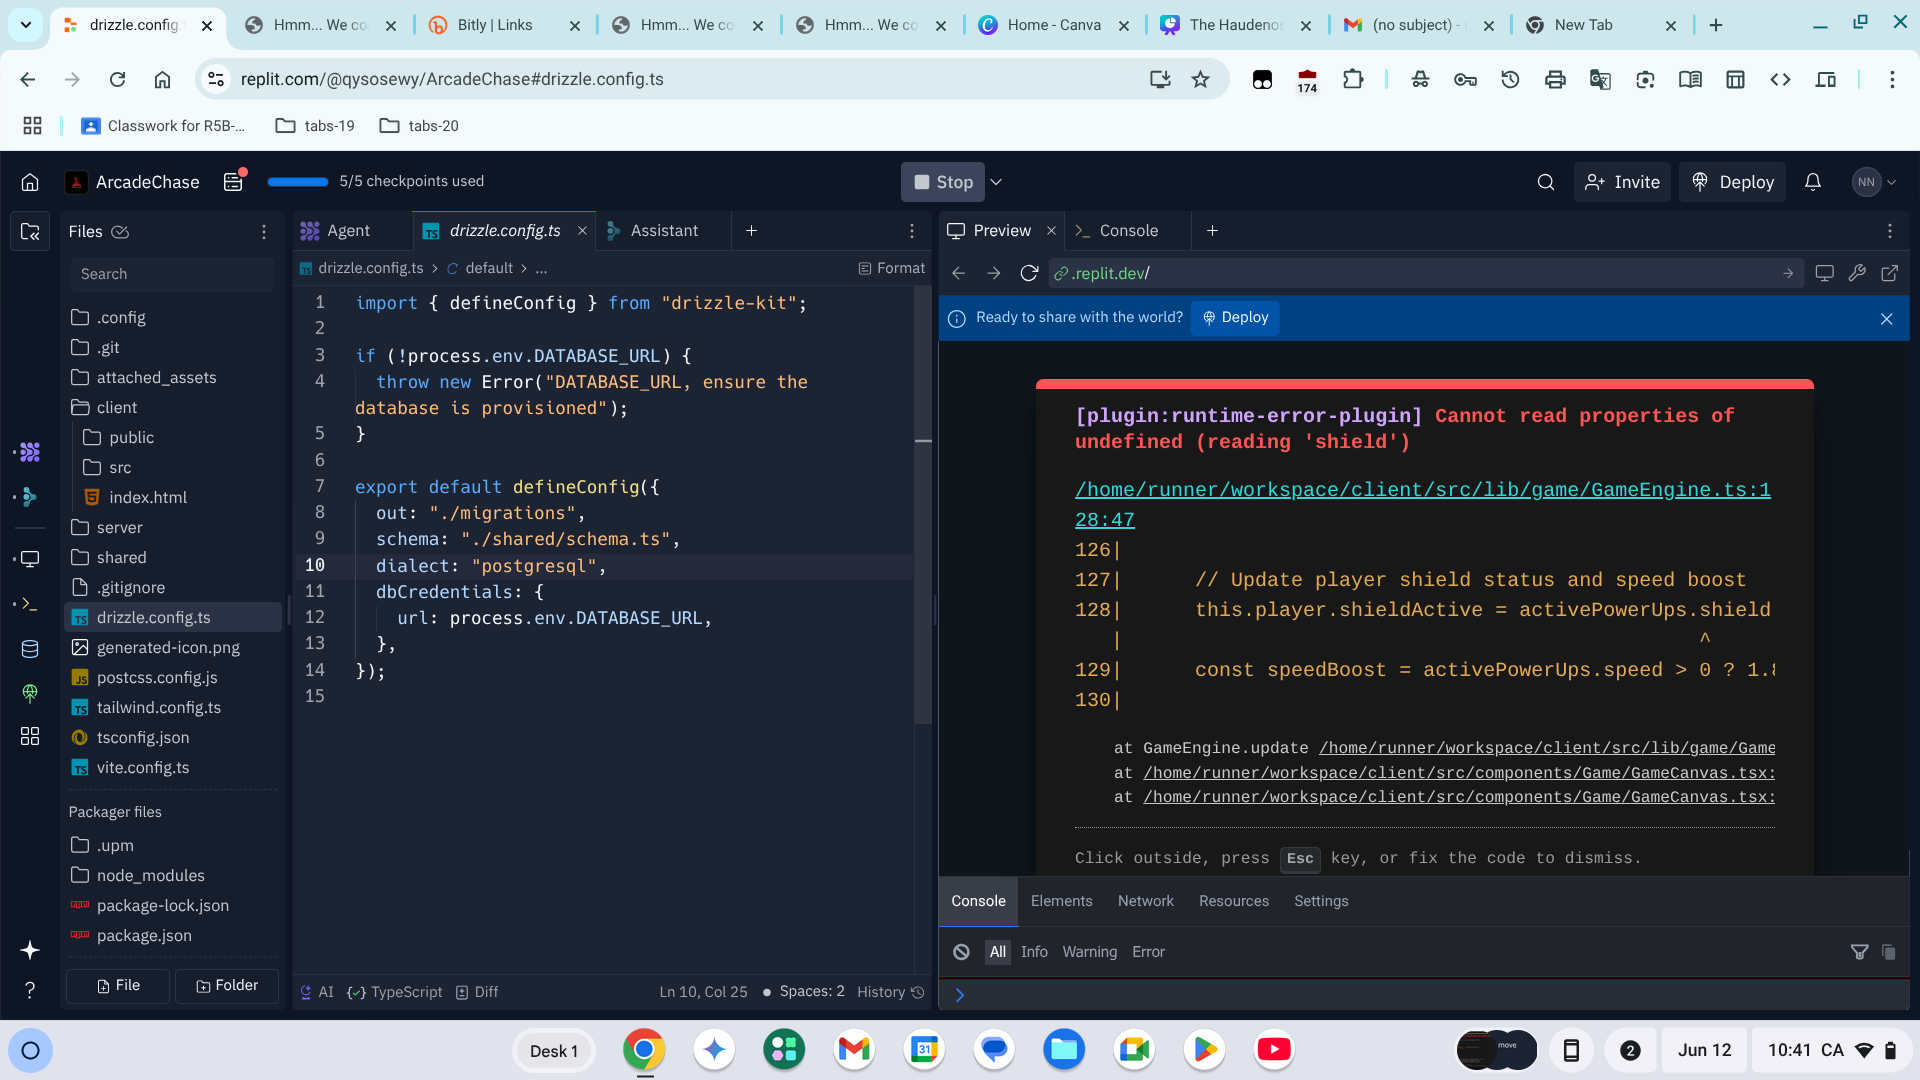 drizzle.config.t
Hmm... We co
Bitly | Links
Hmm... We co
Hmm... We co
Home - Canva
The Haudenos
(no subject) -
New Tab
replit.com/@qysosewy/ArcadeChase#drizzle.config.ts
174
Classwork for R5B-...
tabs-19
tabs-20
ArcadeChase
5/5 checkpoints used
Stop
Invite
Deploy
NN
Files
Search
.config
.git
attached_assets
client
public
src
index.html
server
shared
.gitignore
drizzle.config.ts
generated-icon.png
postcss.config.js
tailwind.config.ts
tsconfig.json
vite.config.ts
Packager files
.upm
node_modules
package-lock.json
package.json
File
Folder
Agent
drizzle.config.ts
Assistant
drizzle.config.ts > default > ...
Format
1 import { defineConfig } from "drizzle-kit";
2
3 if (!process.env.DATABASE_URL) {
4 throw new Error("DATABASE_URL, ensure the
database is provisioned");
5 }
6
7 export default defineConfig({
8 out: "./migrations",
9 schema: "./shared/schema.ts",
10 dialect: "postgresql",
11 dbCredentials: {
12 url: process.env.DATABASE_URL,
13 },
14 });
15
AI
TypeScript
Diff
Ln 10, Col 25
Spaces: 2
History
Preview
Console
.replit.dev/
Ready to share with the world?
Deploy
[plugin:runtime-error-plugin] Cannot read properties of
undefined (reading 'shield')
/home/runner/workspace/client/src/lib/game/GameEngine.ts:1
28:47
126|
127| // Update player shield status and speed boost
128| this.player.shieldActive = activePowerUps.shield
| ^
129| const speedBoost = activePowerUps.speed > 0 ? 1.8
130|
at GameEngine.update /home/runner/workspace/client/src/lib/game/Game
at /home/runner/workspace/client/src/components/Game/GameCanvas.tsx:
at /home/runner/workspace/client/src/components/Game/GameCanvas.tsx:
Click outside, press Esc key, or fix the code to dismiss.
Console
Elements
Network
Resources
Settings
All
Info
Warning
Error
Desk 1
31
move
2
Jun 12
10:41 CA